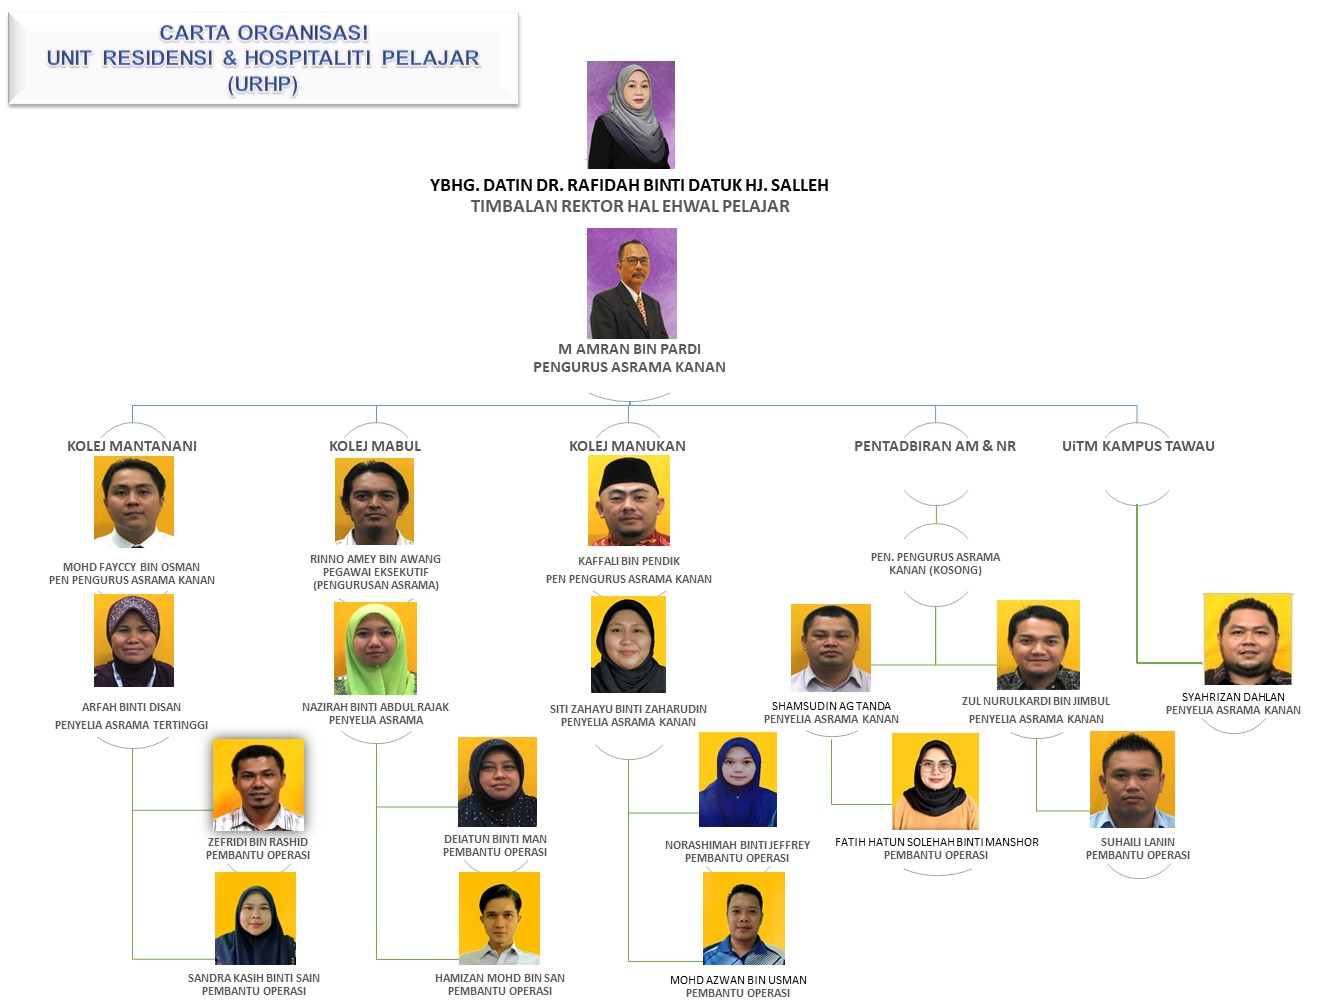 CARTA ORGANISASI
UNIT RESIDENSI & HOSPITALITI PELAJAR
(URHP)
YBHG. DATIN DR. RAFIDAH BINTI DATUK HJ. SALLEH
TIMBALAN REKTOR HAL EHWAL PELAJAR
M AMRAN BIN PARDI
PENGURUS ASRAMA KANAN
KOLEJ MANTANANI
MOHD FAYCCY BIN OSMAN
PEN PENGURUS ASRAMA KANAN
ARFAH BINTI DISAN
PENYELIA ASRAMA TERTINGGI
ZEFRIDI BIN RASHID
PEMBANTU OPERASI
SANDRA KASIH BINTI SAIN
PEMBANTU OPERASI
KOLEJ MABUL
RINNO AMEY BIN AWANG
PEGAWAI EKSEKUTIF
(PENGURUSAN ASRAMA)
NAZIRAH BINTI ABDUL RAJAK
PENYELIA ASRAMA
DEIATUN BINTI MAN
PEMBANTU OPERASI
HAMIZAN MOHD BIN SAN
PEMBANTU OPERASI
KOLEJ MANUKAN
KAFFALI BIN PENDIK
PEN PENGURUS ASRAMA KANAN
SITI ZAHAYU BINTI ZAHARUDIN
PENYELIA ASRAMA KANAN
NORASHIMAH BINTI JEFFREY
PEMBANTU OPERASI
MOHD AZWAN BIN USMAN
PEMBANTU OPERASI
PENTADBIRAN AM & NR
PEN. PENGURUS ASRAMA
KANAN (KOSONG)
SHAMSUDIN AG TANDA
PENYELIA ASRAMA KANAN
FATIH HATUN SOLEHAH BINTI MANSHOR
PEMBANTU OPERASI
ZUL NURULKARDI BIN JIMBUL
PENYELIA ASRAMA KANAN
SUHAILI LANIN
PEMBANTU OPERASI
UiTM KAMPUS TAWAU
SYAHRIZAN DAHLAN
PENYELIA ASRAMA KANAN